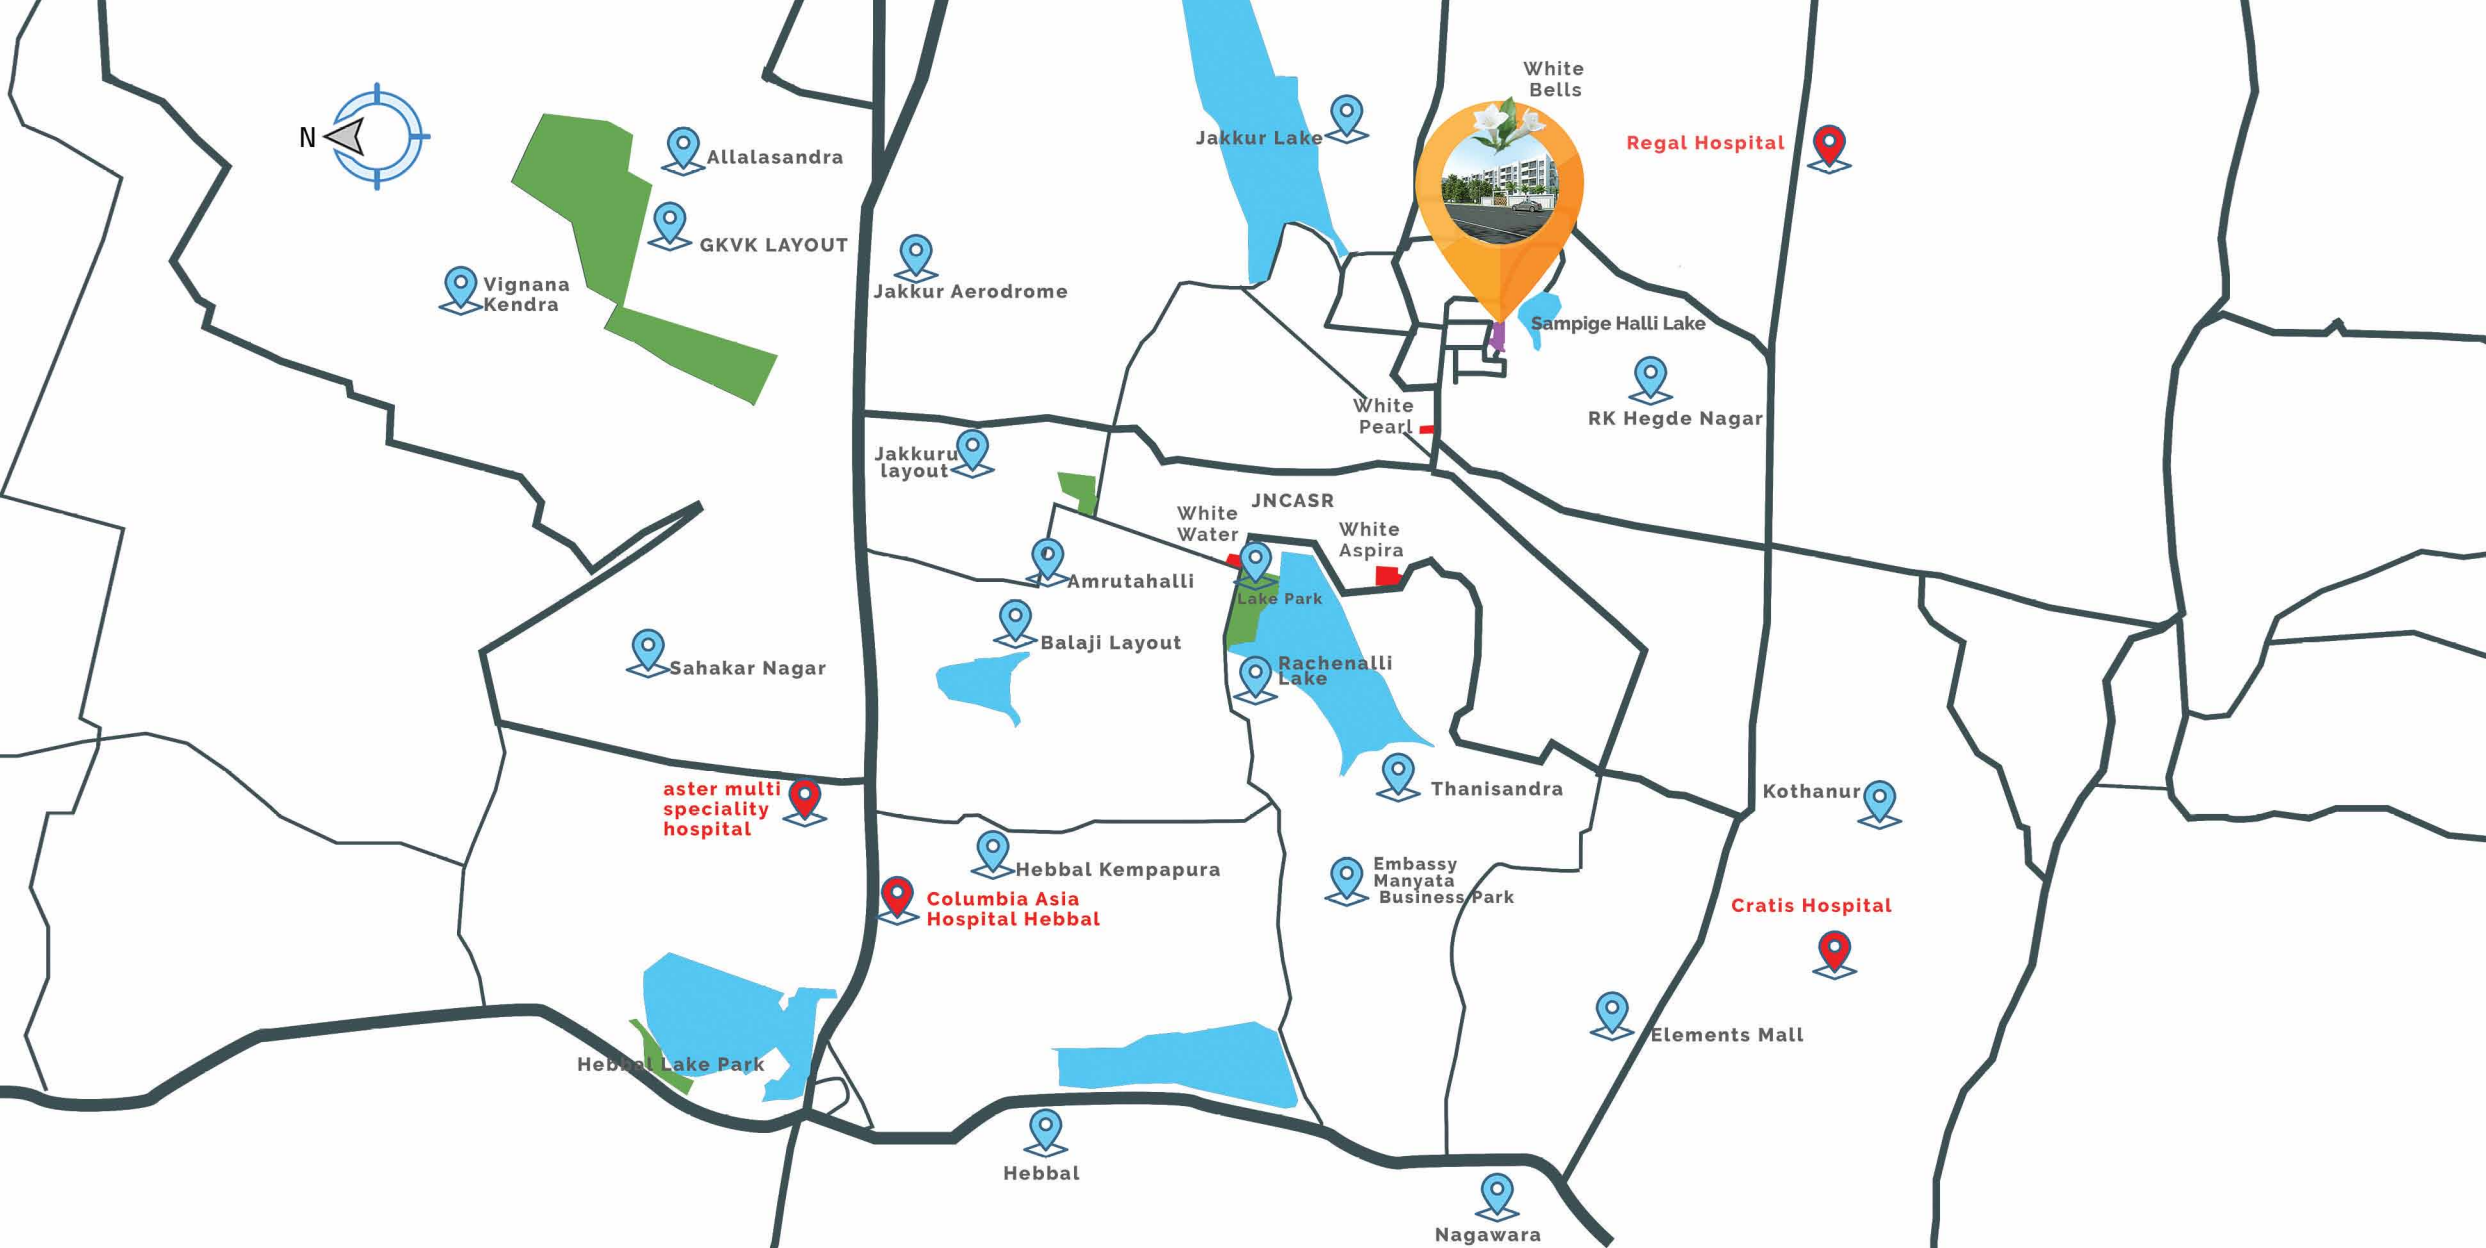 White
Bells
N
Jakkur Lake
Regal Hospital
Allalasandra
GKVK LAYOUT
Vignana
Kendra
Jakkur Aerodrome
Sampige Halli Lake
White
Pearl
RK Hegde Nagar
Jakkuru
layout
JNCASR
White
Water
White
Aspira
Amrutahalli
Lake Park
Balaji Layout
Sahakar Nagar
Rachenalli
Lake
aster multi
speciality
hospital
Thanisandra
Kothanur
Hebbal Kempapura
Embassy
Manyata
Business Park
Columbia Asia
Hospital Hebbal
Cratis Hospital
Elements Mall
Hebbal Lake Park
Hebbal
Nagawara